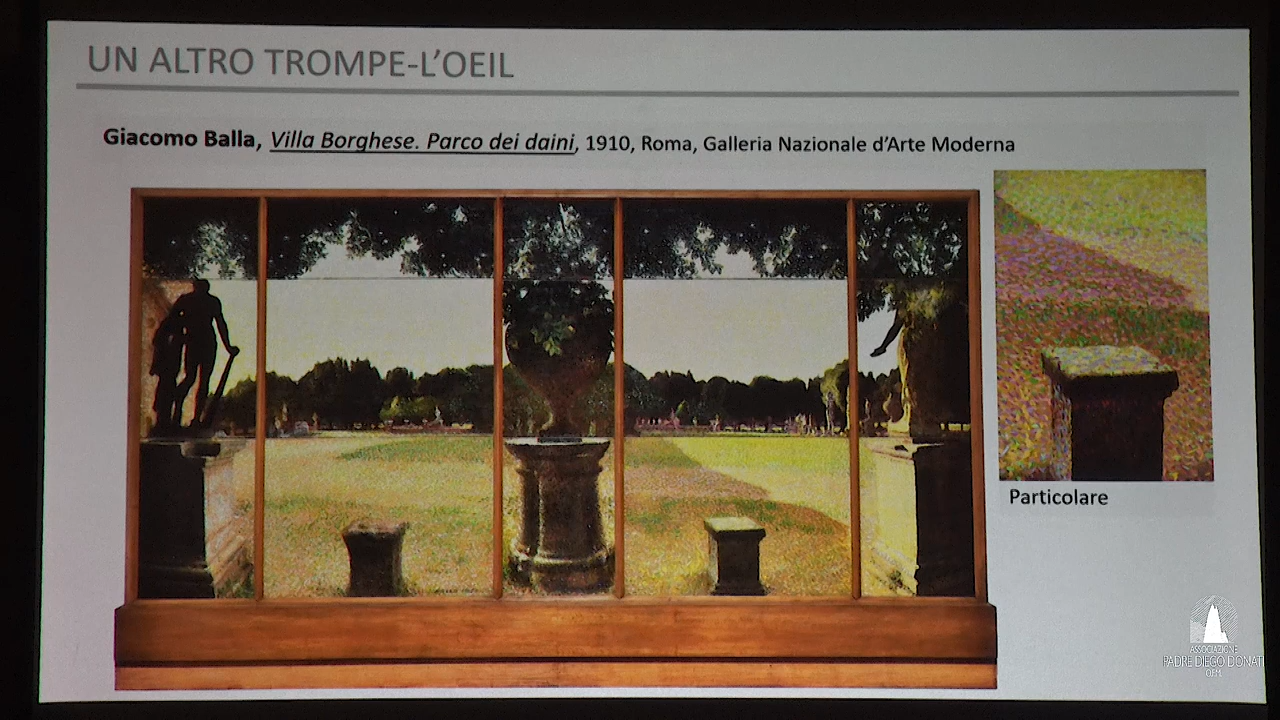 UN ALTRO TROMPE-L'OEIL
Giacomo Balla, Villa Borghese. Parco dei daini, 1910, Roma, Galleria Nazionale d'Arte Moderna
Particolare
ASSOCIAZIONE
PADRE DIEGO DONATI
OFM